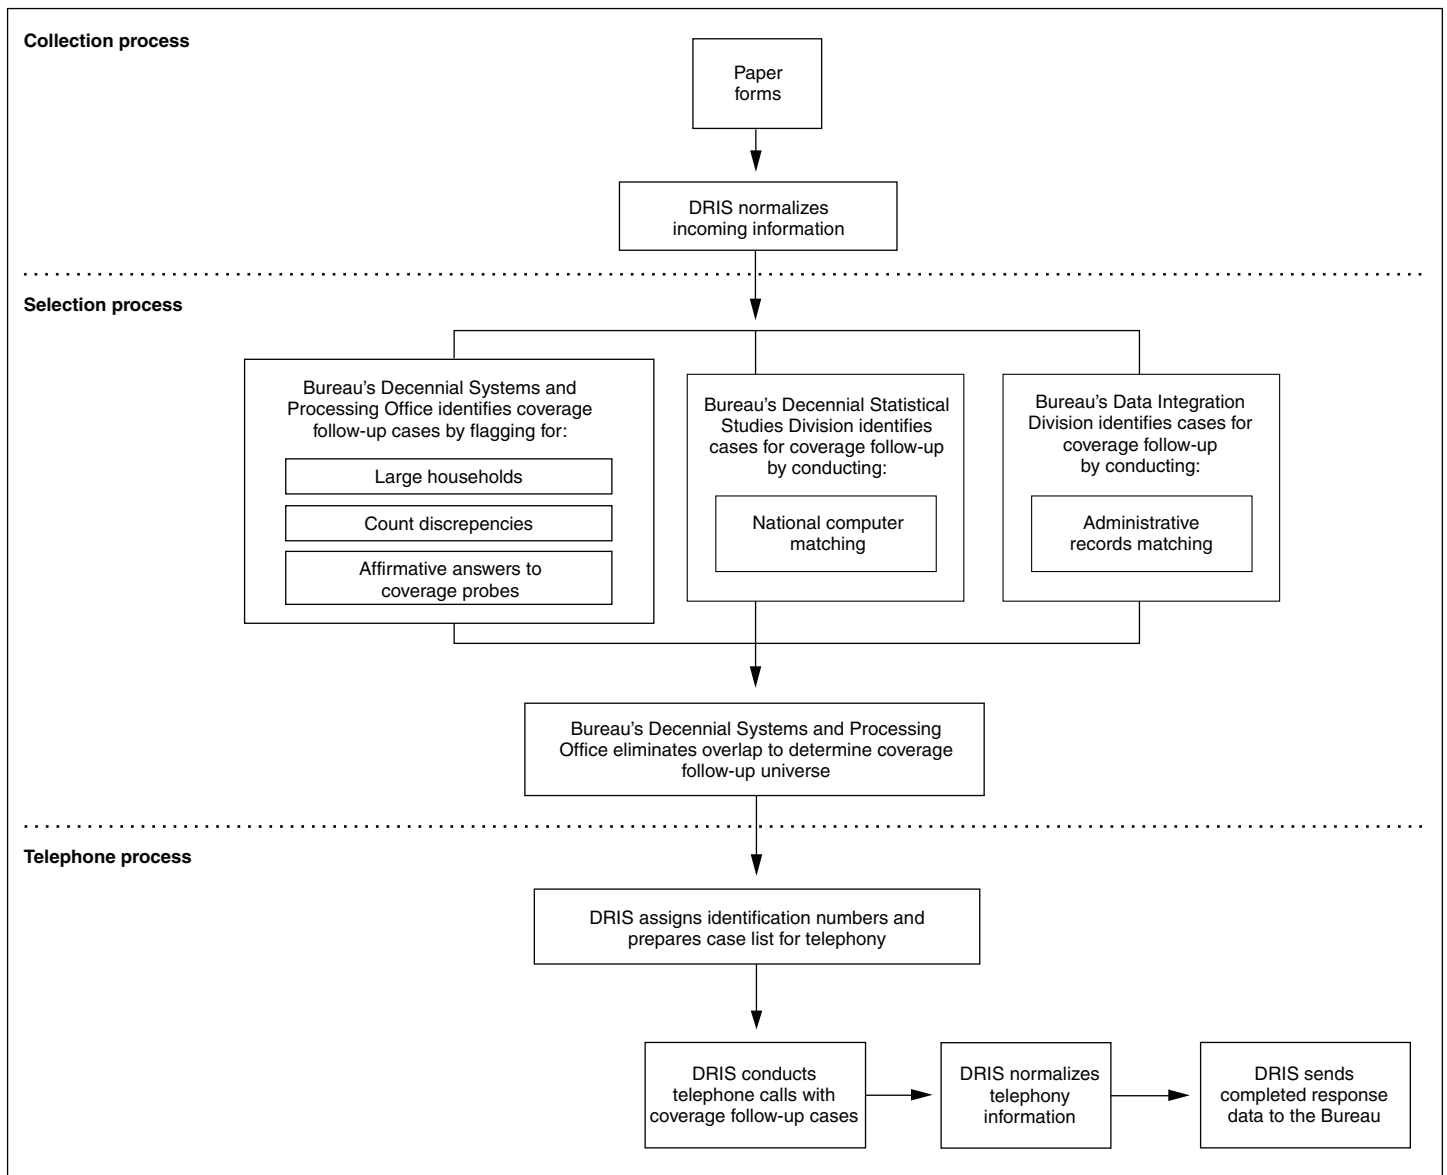 Collection process
Paper
forms
DRIS normalizes
incoming information
Selection process
Bureau's Decennial Systems and
Processing Office identifies coverage
follow-up cases by flagging for:
Large households
Count discrepencies
Affirmative answers to
coverage probes
Bureau's Decennial Statistical
Studies Division identifies
cases for coverage follow-up
by conducting:
National computer
matching
Bureau's Data Integration
Division identifies cases for
coverage follow-up
by conducting:
Administrative
records matching
Bureau's Decennial Systems and Processing
Office eliminates overlap to determine coverage
follow-up universe
Telephone process
DRIS assigns identification numbers and
prepares case list for telephony
DRIS conducts
telephone calls with
coverage follow-up cases
DRIS normalizes
telephony
information
DRIS sends
completed response
data to the Bureau